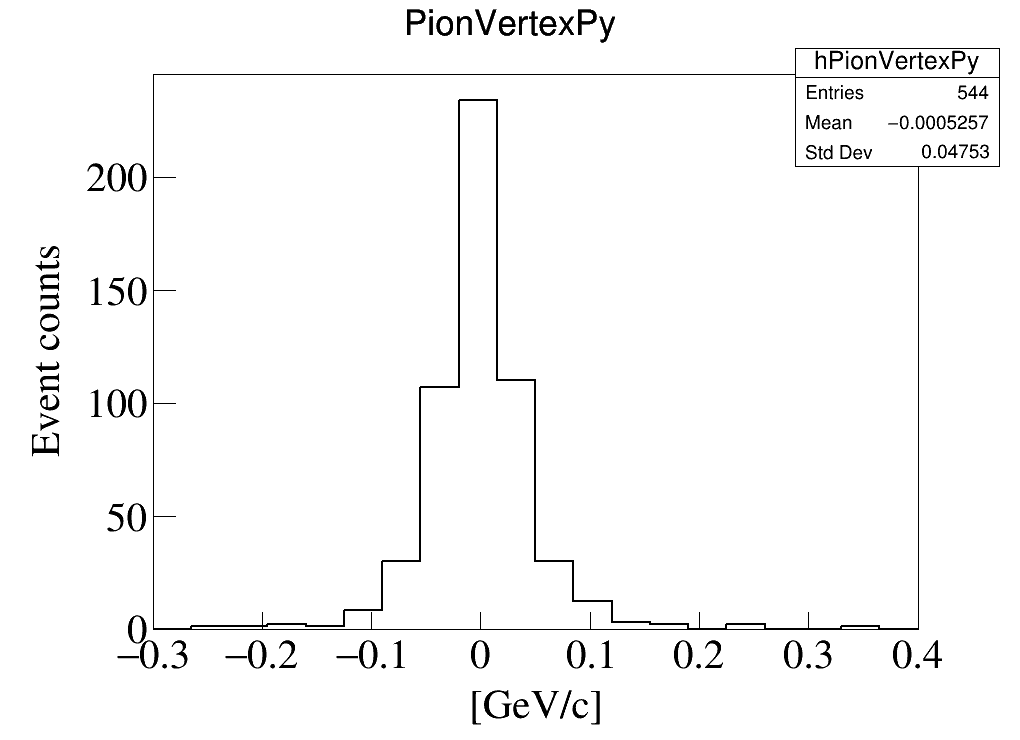 PionVertexPy
hPionVertexPy
Entries 544
Mean −0.0005257
Std Dev 0.04753
Event counts
200
150
100
50
0
−0.3 −0.2 −0.1 0 0.1 0.2 0.3 0.4
[GeV/c]